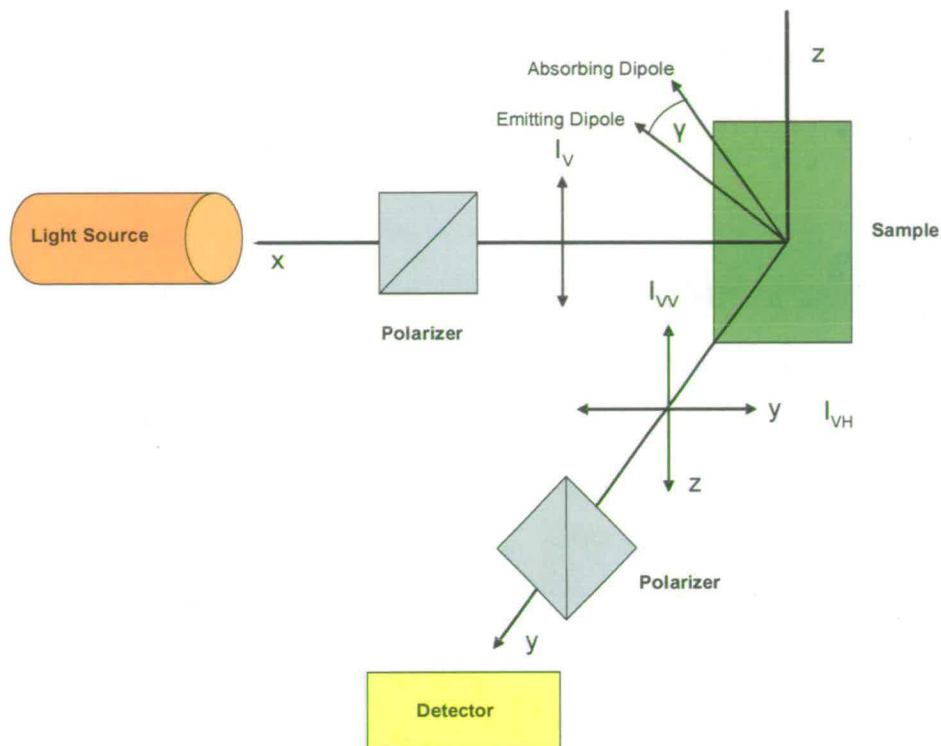 z
Absorbing Dipole
Emitting Dipole
γ
I_V
Light Source
Sample
x
I_VV
Polarizer
y
I_VH
z
Polarizer
y
Detector